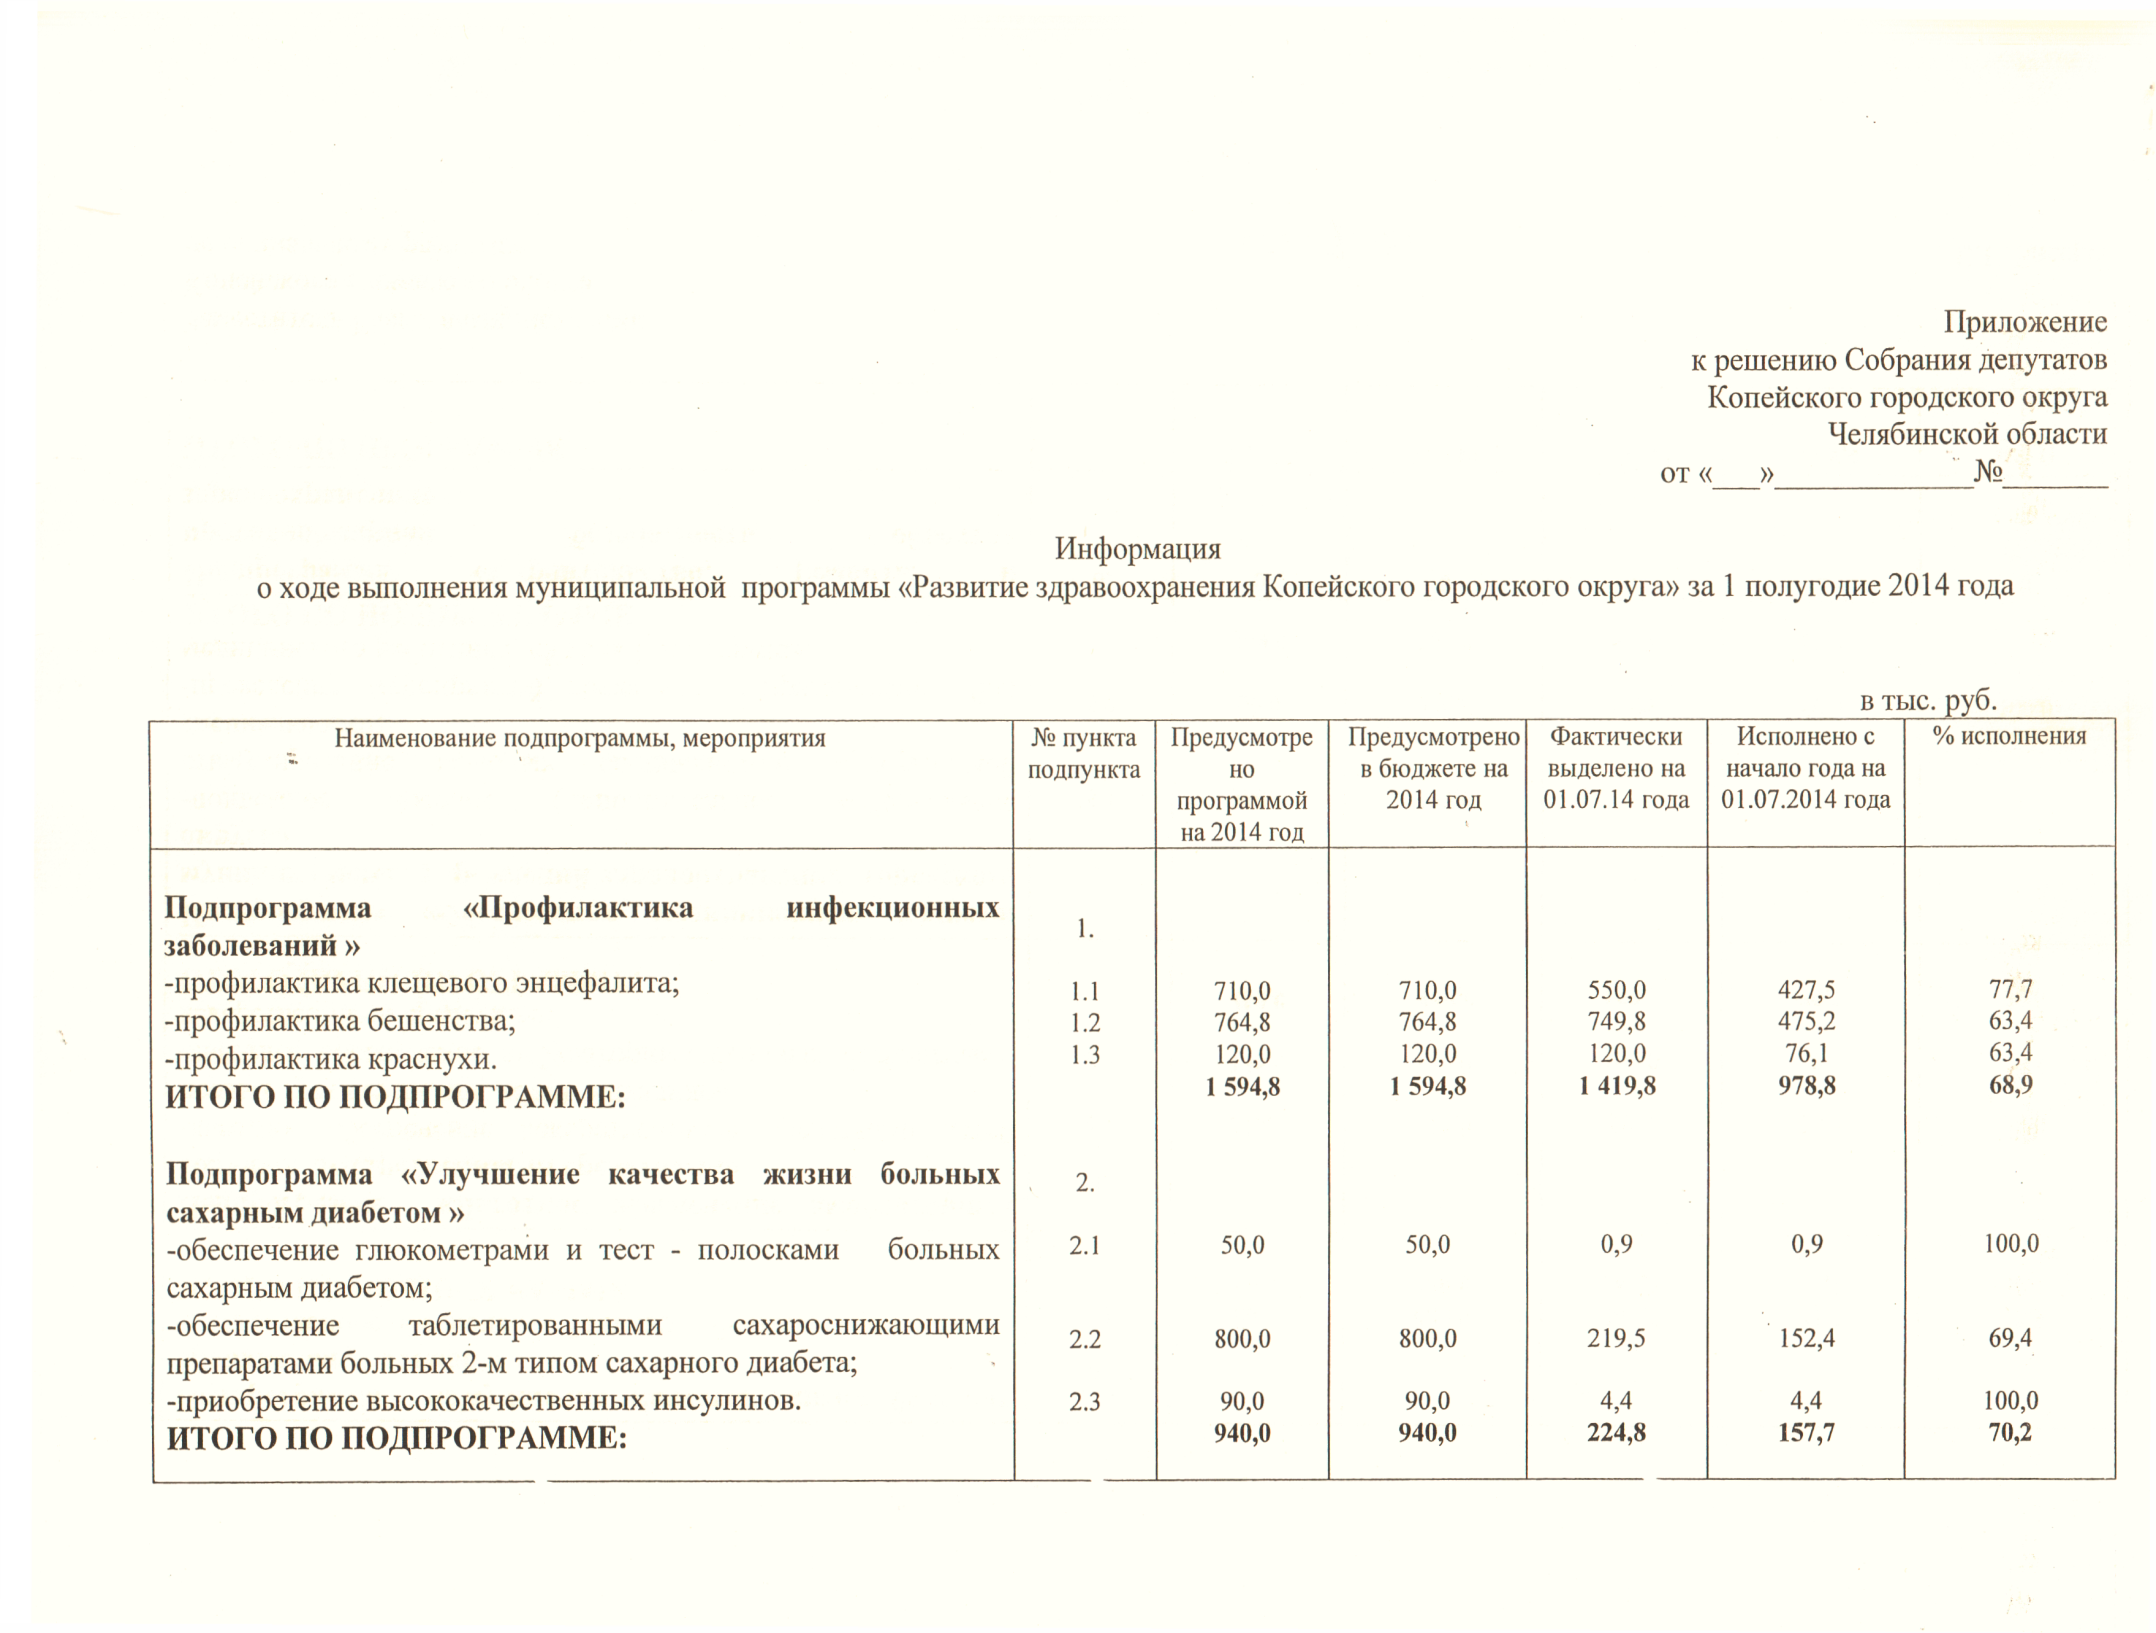 Приложение
к решению Собрания депутатов
Копейского городского округа
Челябинской области
от «___»_____________№_______
Информация
о ходе выполнения муниципальной программы «Развитие здравоохранения Копейского городского округа» за 1 полугодие 2014 года
в тыс. руб.
Наименование подпрограммы, мероприятия
№ пункта
подпункта
Предусмотре
но
программой
на 2014 год
Предусмотрено
в бюджете на
2014 год
Фактически
выделено на
01.07.14 года
Исполнено с
начало года на
01.07.2014 года
% исполнения
Подпрограмма «Профилактика инфекционных
заболеваний » 1.
-профилактика клещевого энцефалита; 1.1 710,0 710,0 550,0 427,5 77,7
-профилактика бешенства; 1.2 764,8 764,8 749,8 475,2 63,4
-профилактика краснухи. 1.3 120,0 120,0 120,0 76,1 63,4
ИТОГО ПО ПОДПРОГРАММЕ: 1 594,8 1 594,8 1 419,8 978,8 68,9
Подпрограмма «Улучшение качества жизни больных 2.
сахарным диабетом »
-обеспечение глюкометрами и тест - полосками больных 2.1 50,0 50,0 0,9 0,9 100,0
сахарным диабетом;
-обеспечение таблетированными сахароснижающими 2.2 800,0 800,0 219,5 152,4 69,4
препаратами больных 2-м типом сахарного диабета;
-приобретение высококачественных инсулинов. 2.3 90,0 90,0 4,4 4,4 100,0
ИТОГО ПО ПОДПРОГРАММЕ: 940,0 940,0 224,8 157,7 70,2